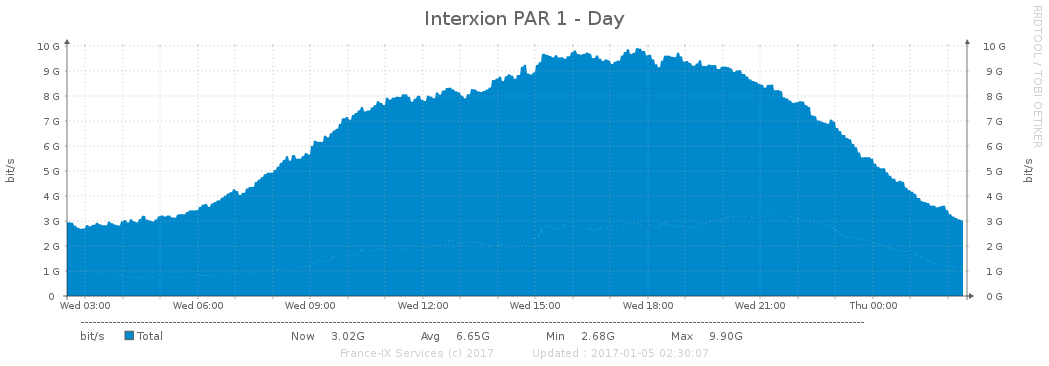 Interxion PAR 1 - Day
RRDTOOL / TOBI OETIKER
bit/s
bit/s
10 G 10 G
9 G 9 G
8 G 8 G
7 G 7 G
6 G 6 G
5 G 5 G
4 G 4 G
3 G 3 G
2 G 2 G
1 G 1 G
0 0 G
Wed 03:00 Wed 06:00 Wed 09:00 Wed 12:00 Wed 15:00 Wed 18:00 Wed 21:00 Thu 00:00
bit/s Total Now 3.02G Avg 6.65G Min 2.68G Max 9.90G
France-IX Services (c) 2017 Updated : 2017-01-05 02:30:07